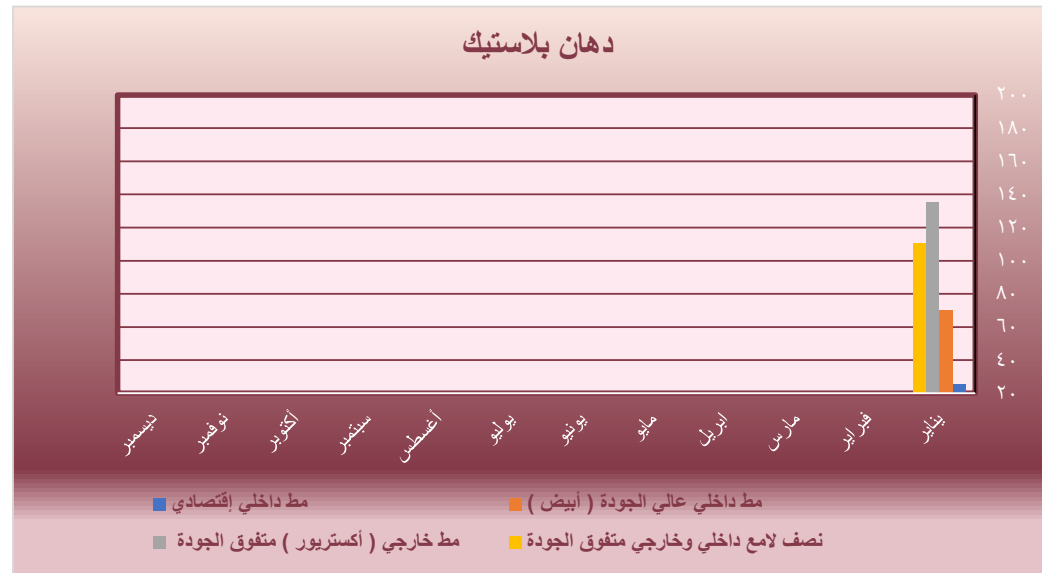 دهان بلاستيك
٢٠٠
١٨٠
١٦٠
١٤٠
١٢٠
١٠٠
٨٠
٦٠
٤٠
٢٠
يناير
فبراير
مارس
ابريل
مايو
يونيو
يوليو
أغسطس
سبتمبر
أكتوبر
نوفمبر
ديسمبر
مط داخلي عالي الجودة ( أبيض ) مط داخلي إقتصادي
نصف لامع داخلي وخارجي متفوق الجودة مط خارجي ( أكستريور ) متفوق الجودة